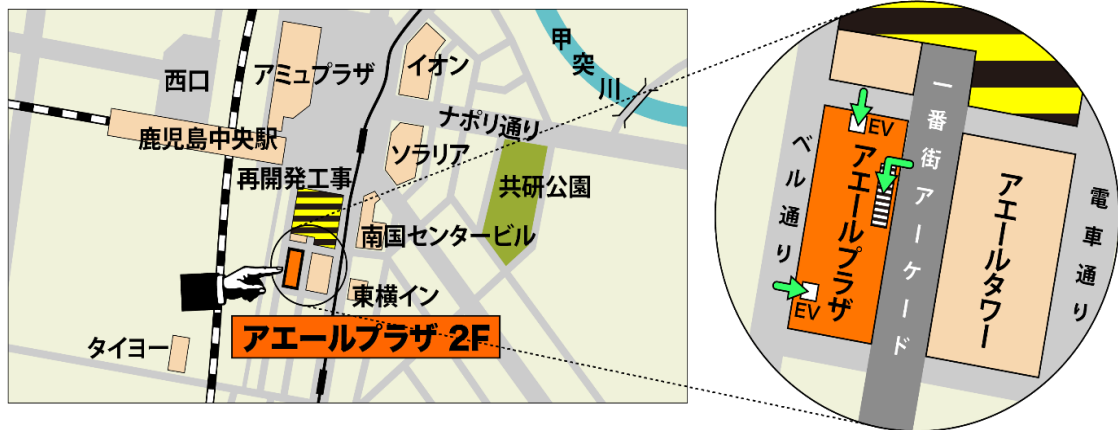 西口
アミュプラザ
イオン
甲突川
ナポリ通り
鹿児島中央駅
ソラリア
再開発工事
共研公園
南国センタービル
東横イン
アエールプラザ 2F
タイヨー
一番街アーケード
EV
アエールプラザ
ベル通り
アエールタワー
電車通り
EV